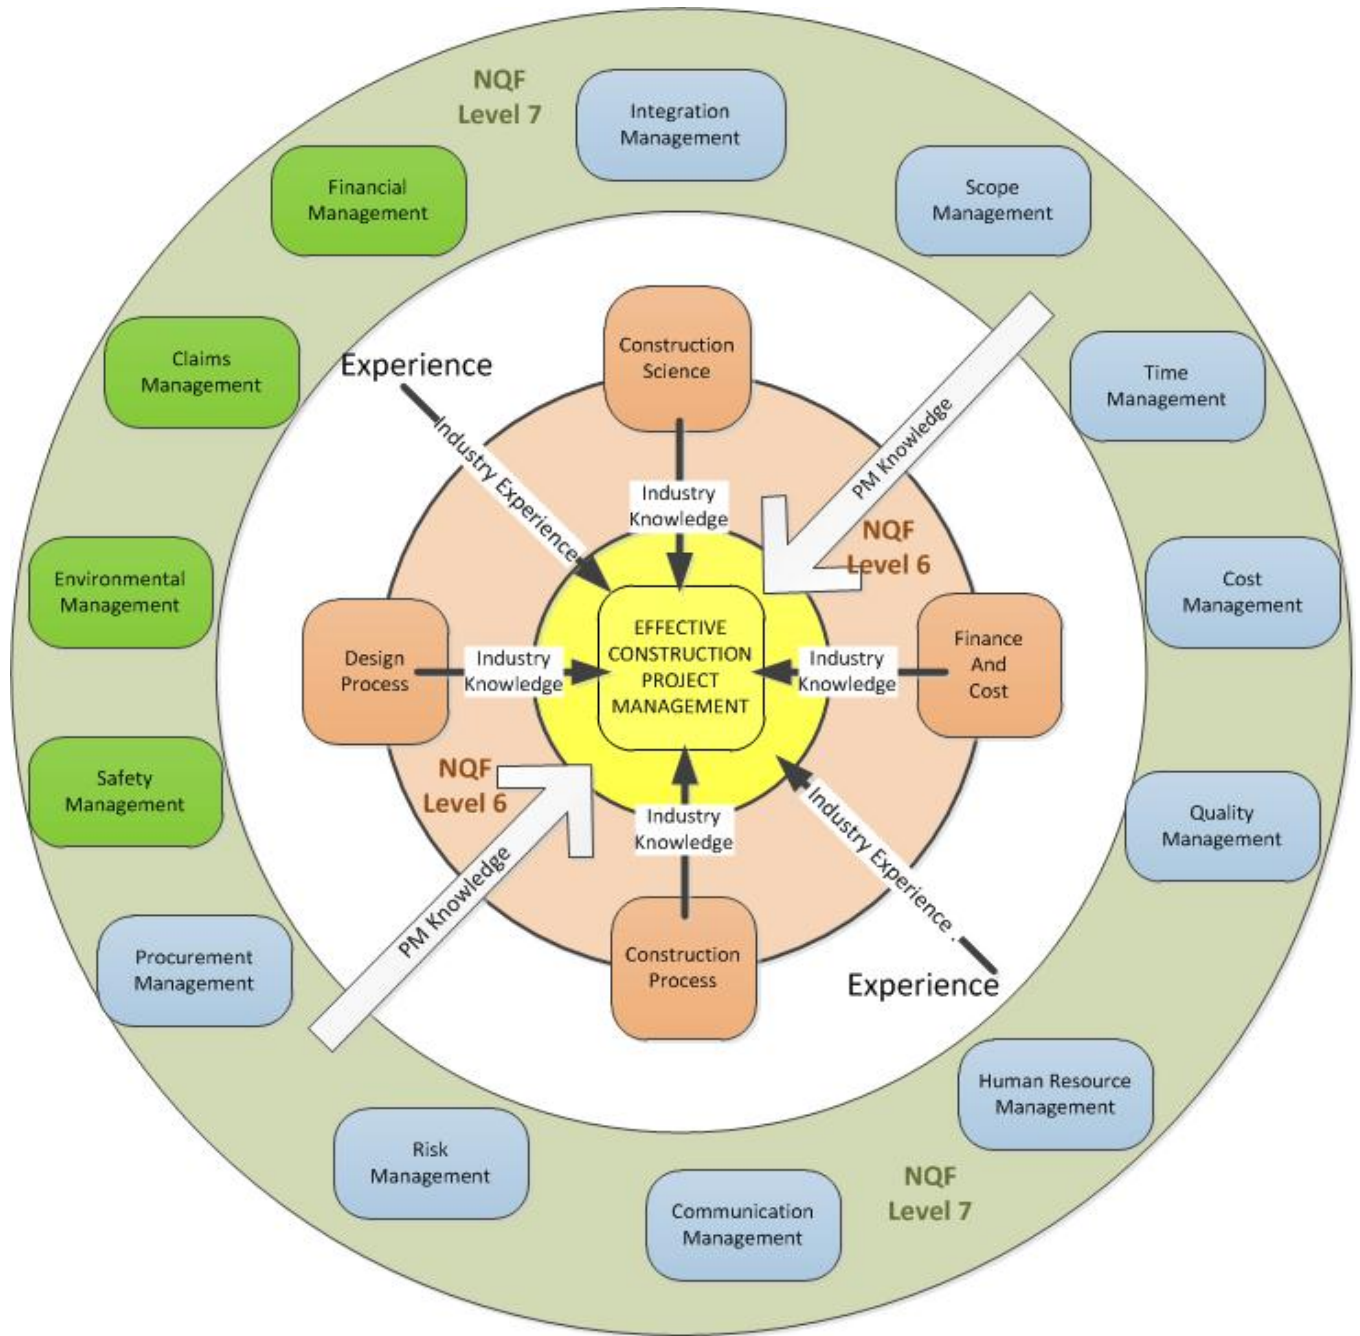 NQF
Level 7
Integration
Management
Financial
Management
Scope
Management
Claims
Management
Experience
Construction
Science
Time
Management
PM Knowledge
Industry Experience
Industry
Knowledge
NQF
Level 6
Environmental
Management
Cost
Management
Design
Process
Industry
Knowledge
EFFECTIVE
CONSTRUCTION
PROJECT
MANAGEMENT
Industry
Knowledge
Finance
And
Cost
Safety
Management
NQF
Level 6
Industry
Knowledge
Industry Experience .
Quality
Management
PM Knowledge
Procurement
Management
Construction
Process
Experience
Human Resource
Management
Risk
Management
Communication
Management
NQF
Level 7